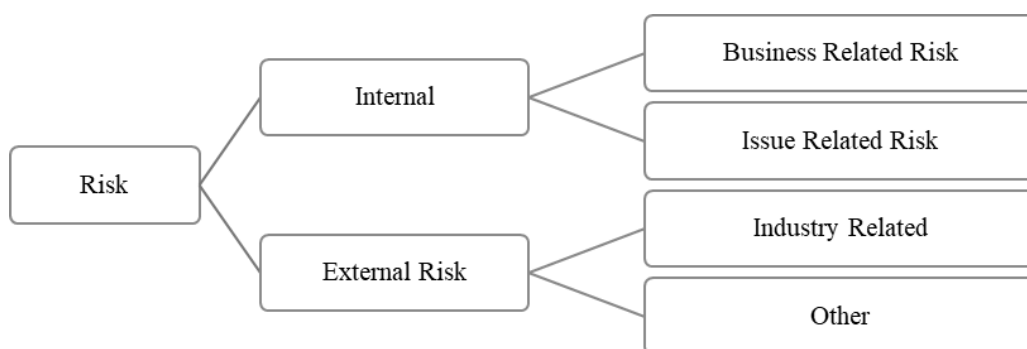 Risk
Internal
Business Related Risk
Issue Related Risk
External Risk
Industry Related
Other